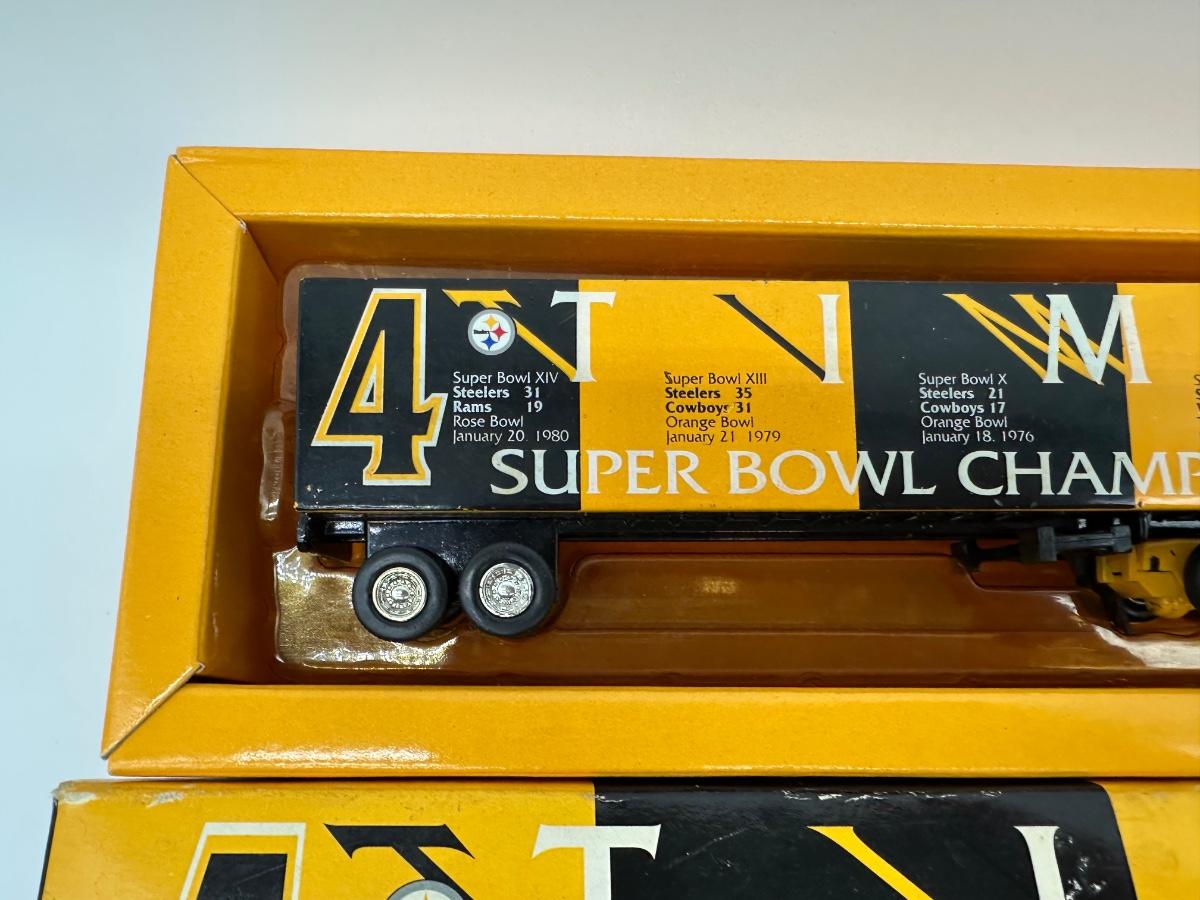 4 T I M
Steelers
Super Bowl XIV
Steelers 31
Rams 19
Rose Bowl
January 20 1980
Super Bowl XIII
Steelers 35
Cowboys 31
Orange Bowl
January 21 1979
Super Bowl X
Steelers 21
Cowboys 17
Orange Bowl
January 18, 1976
SUPER BOWL CHAMP
4 T I